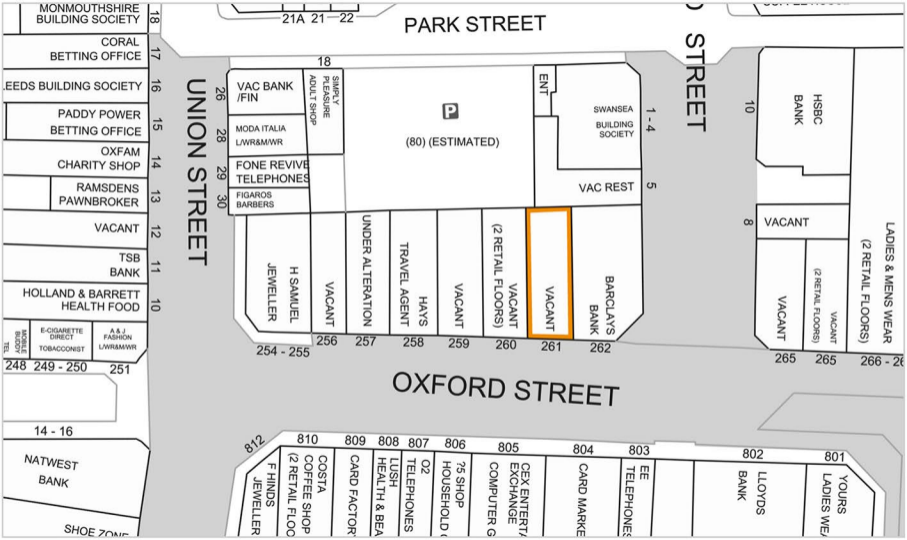 MONMOUTHSHIRE
BUILDING SOCIETY
18
21A 21 22
PARK STREET
STREET
CORAL
BETTING OFFICE
17
LEEDS BUILDING SOCIETY
16
PADDY POWER
BETTING OFFICE
15
OXFAM
CHARITY SHOP
14
RAMSDENS
PAWNBROKER
13
VACANT
12
TSB
BANK
11
HOLLAND & BARRETT
HEALTH FOOD
10
MOBILE
BUDDY
TEL
E-CIGARETTE
DIRECT
TOBACCONIST
A & J
FASHION
L/WR&M/WR
248 249 - 250 251
UNION STREET
18
26
VAC BANK
/FIN
SIMPLY
PLEASURE
ADULT SHOP
28
MODA ITALIA
L/WR&M/WR
29
FONE REVIVE
TELEPHONES
30
FIGAROS
BARBERS
P
(80) (ESTIMATED)
ENT
SWANSEA
BUILDING
SOCIETY
1 - 4
VAC REST
5
H SAMUEL
JEWELLER
254 - 255
VACANT
256
UNDER ALTERATION
257
HAYS
TRAVEL AGENT
258
VACANT
259
VACANT
(2 RETAIL FLOORS)
260
VACANT
261
BARCLAYS
BANK
262
10
HSBC
BANK
8
VACANT
VACANT
265
VACANT
(2 RETAIL FLOORS)
265
LADIES & MENS WEAR
(2 RETAIL FLOORS)
266 - 26
OXFORD STREET
14 - 16
NATWEST
BANK
SHOE ZONE
812
F HINDS
JEWELLER
810
COSTA
COFFEE SHOP
(2 RETAIL FLOO
809
CARD FACTORY
808
LUSH
HEALTH & BEA
807
O2
TELEPHONES
806
?5 SHOP
HOUSEHOLD
805
CEX ENTERTA
EXCHANGE
COMPUTER G
804
CARD MARKE
803
EE
TELEPHONES
802
LLOYDS
BANK
801
YOURS
LADIES WEA